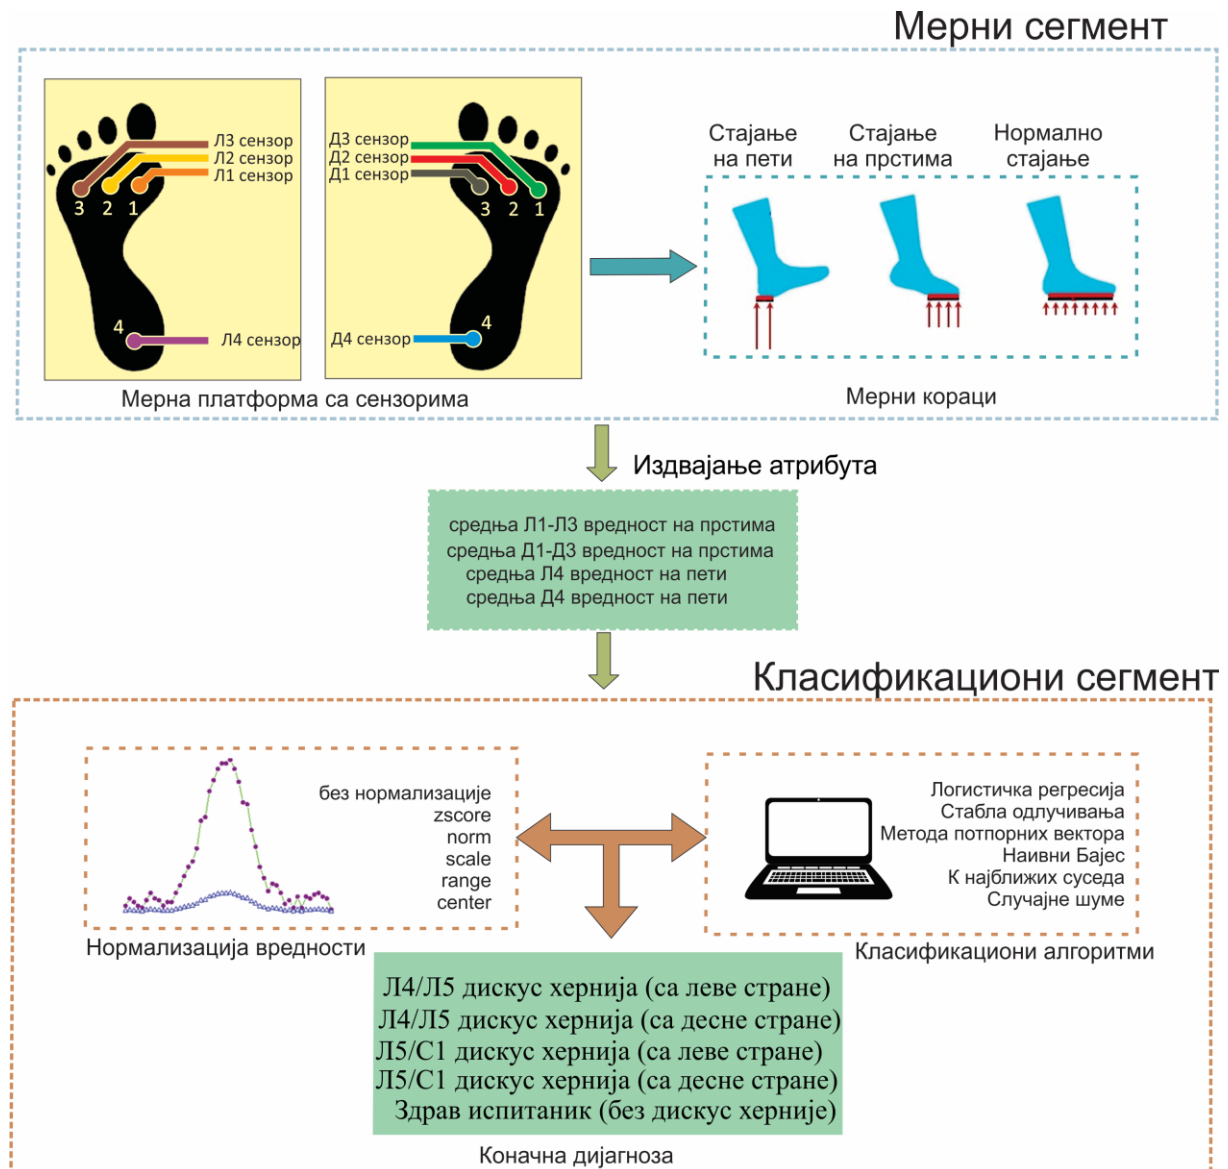 Мерни сегмент
Л3 сензор
Л2 сензор
Л1 сензор
3 2 1
4
Л4 сензор
Д3 сензор
Д2 сензор
Д1 сензор
3 2 1
4
Д4 сензор
Мерна платформа са сензорима
Стајање
на пети
Стајање
на прстима
Нормално
стајање
Мерни кораци
Издвајање атрибута
средња Л1-Л3 вредност на прстима
средња Д1-Д3 вредност на прстима
средња Л4 вредност на пети
средња Д4 вредност на пети
Класификациони сегмент
без нормализације
zscore
norm
scale
range
center
Нормализација вредности
Логистичка регресија
Стабла одлучивања
Метода потпорних вектора
Наивни Бајес
К најближих суседа
Случајне шуме
Класификациони алгоритми
Л4/Л5 дискус хернија (са леве стране)
Л4/Л5 дискус хернија (са десне стране)
Л5/С1 дискус хернија (са леве стране)
Л5/С1 дискус хернија (са десне стране)
Здрав испитаник (без дискус херније)
Коначна дијагноза